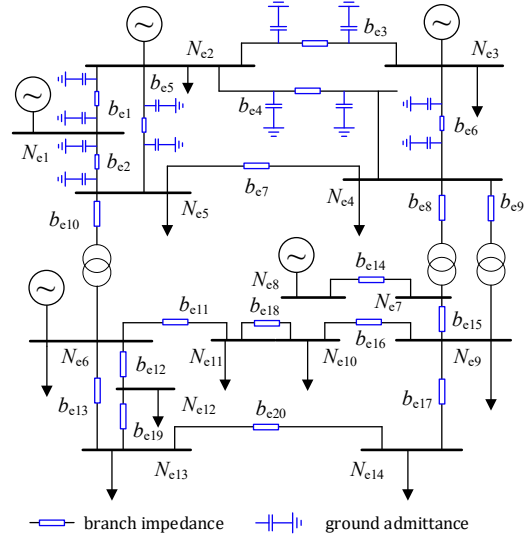 N_e2
b_e3
N_e3
b_e5
b_e1
b_e4
b_e6
N_e1
b_e2
b_e7
N_e5
N_e4
b_e8
b_e9
b_e10
N_e8
b_e14
N_e7
b_e11
b_e18
b_e15
b_e16
N_e6
N_e11
N_e10
N_e9
b_e12
b_e13
N_e12
b_e17
b_e19
b_e20
N_e13
N_e14
branch impedance
ground admittance